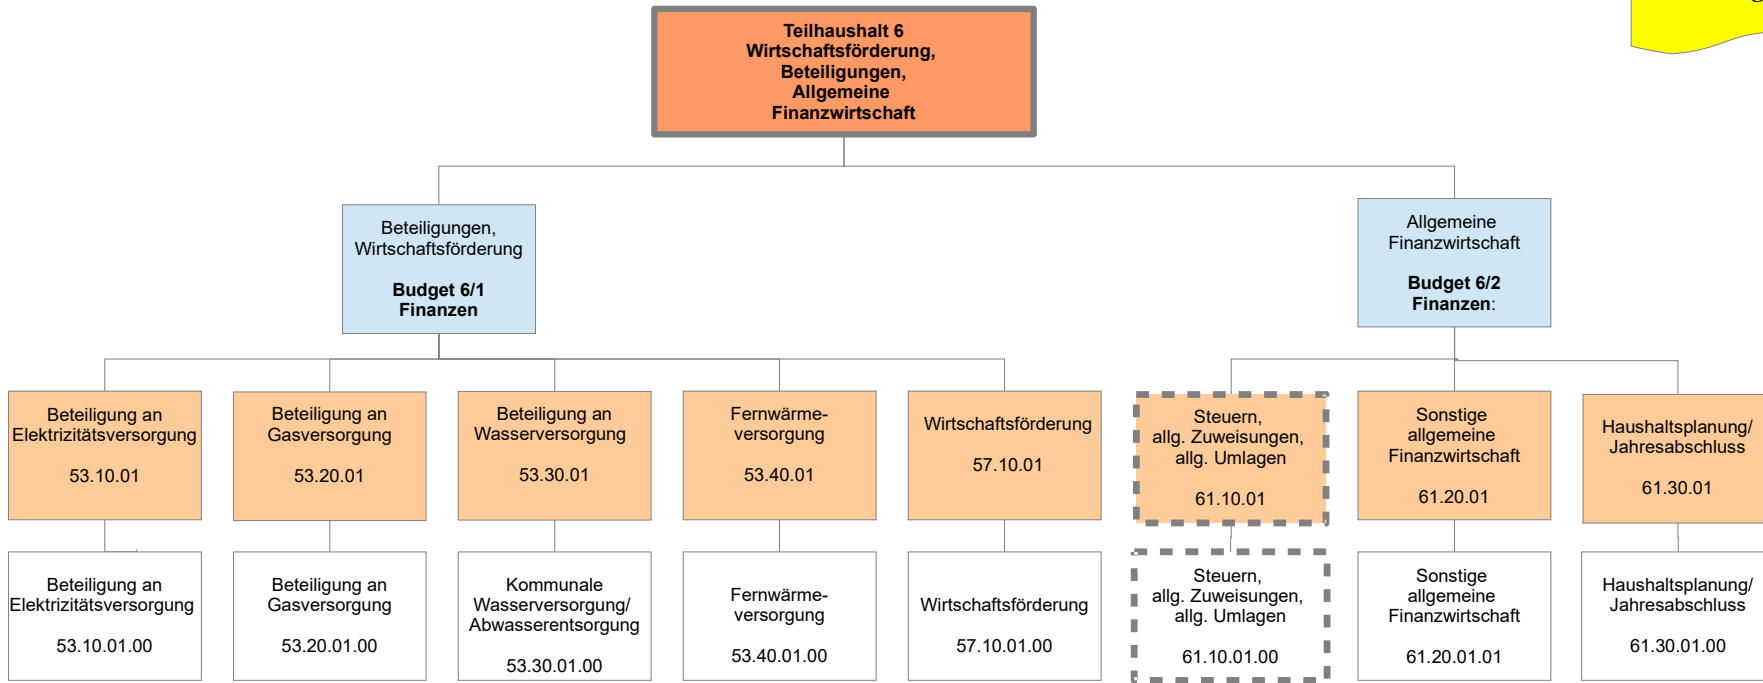 Teilhaushalt 6
Wirtschaftsförderung,
Beteiligungen,
Allgemeine
Finanzwirtschaft
Beteiligungen,
Wirtschaftsförderung
Budget 6/1
Finanzen
Allgemeine
Finanzwirtschaft
Budget 6/2
Finanzen:
Beteiligung an
Elektrizitätsversorgung
53.10.01
Beteiligung an
Gasversorgung
53.20.01
Beteiligung an
Wasserversorgung
53.30.01
Fernwärme-
versorgung
53.40.01
Wirtschaftsförderung
57.10.01
Steuern,
allg. Zuweisungen,
allg. Umlagen
61.10.01
Sonstige
allgemeine
Finanzwirtschaft
61.20.01
Haushaltsplanung/
Jahresabschluss
61.30.01
Beteiligung an
Elektrizitätsversorgung
53.10.01.00
Beteiligung an
Gasversorgung
53.20.01.00
Kommunale
Wasserversorgung/
Abwasserentsorgung
53.30.01.00
Fernwärme-
versorgung
53.40.01.00
Wirtschaftsförderung
57.10.01.00
Steuern,
allg. Zuweisungen,
allg. Umlagen
61.10.01.00
Sonstige
allgemeine
Finanzwirtschaft
61.20.01.01
Haushaltsplanung/
Jahresabschluss
61.30.01.00